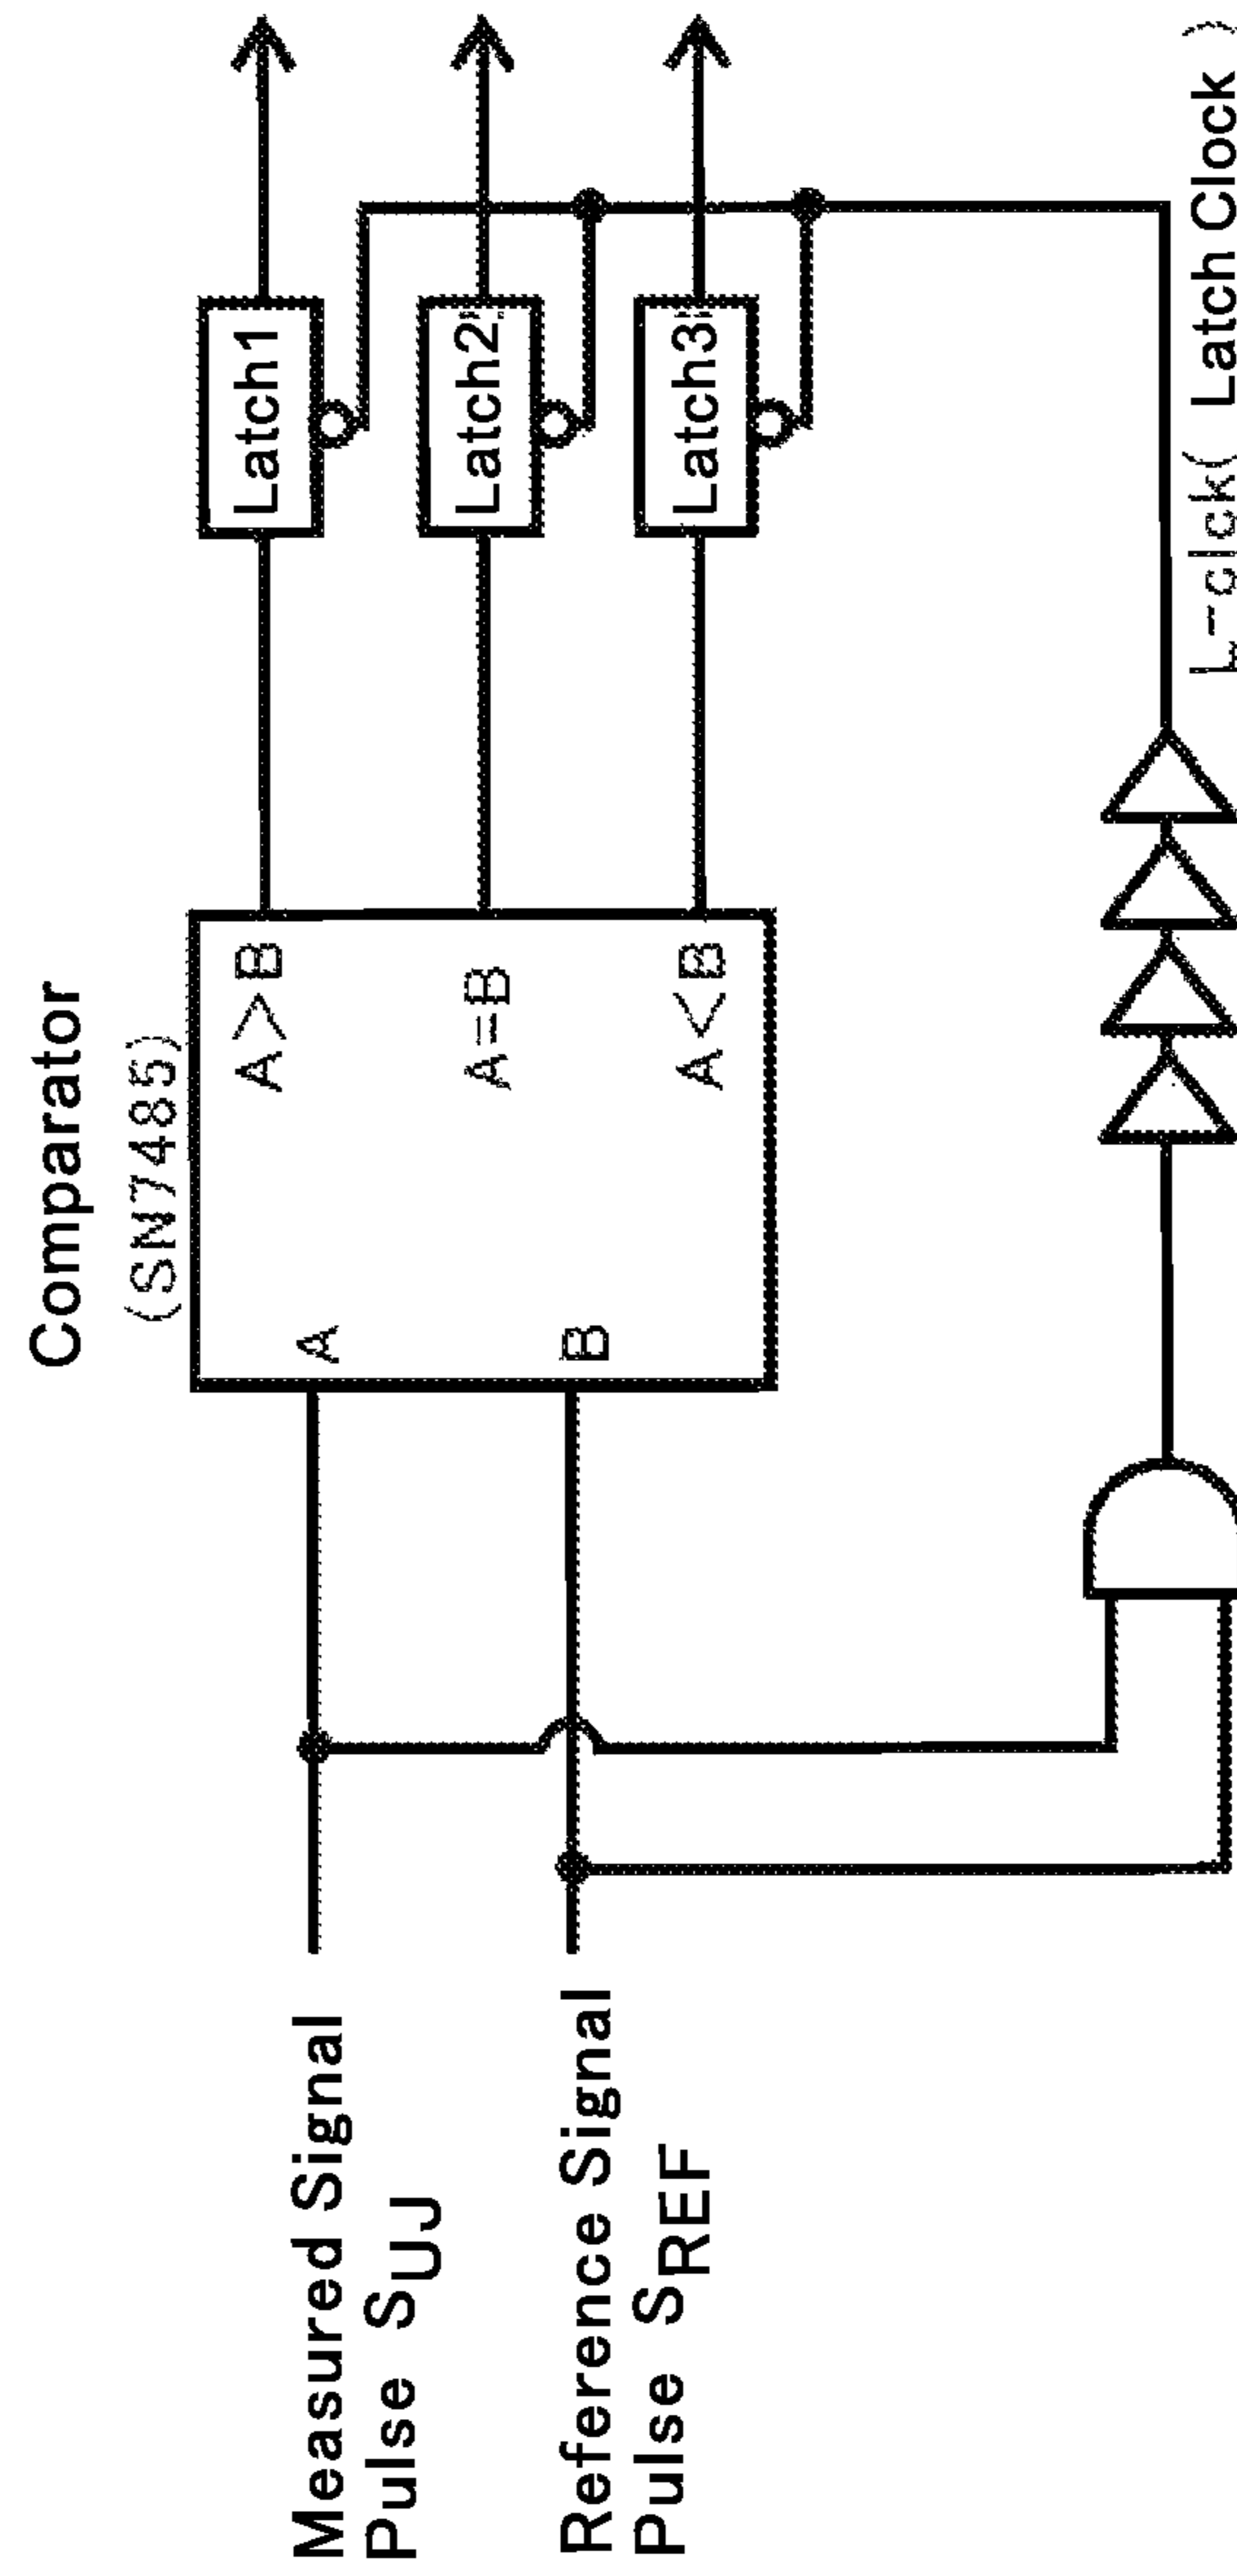 Comparator
(SN7485)
Measured Signal
Pulse SUJ
Reference Signal
Pulse SREF
A
B
A>B
A=B
A<B
Latch1
Latch2
Latch3
L-clck( Latch Clock )